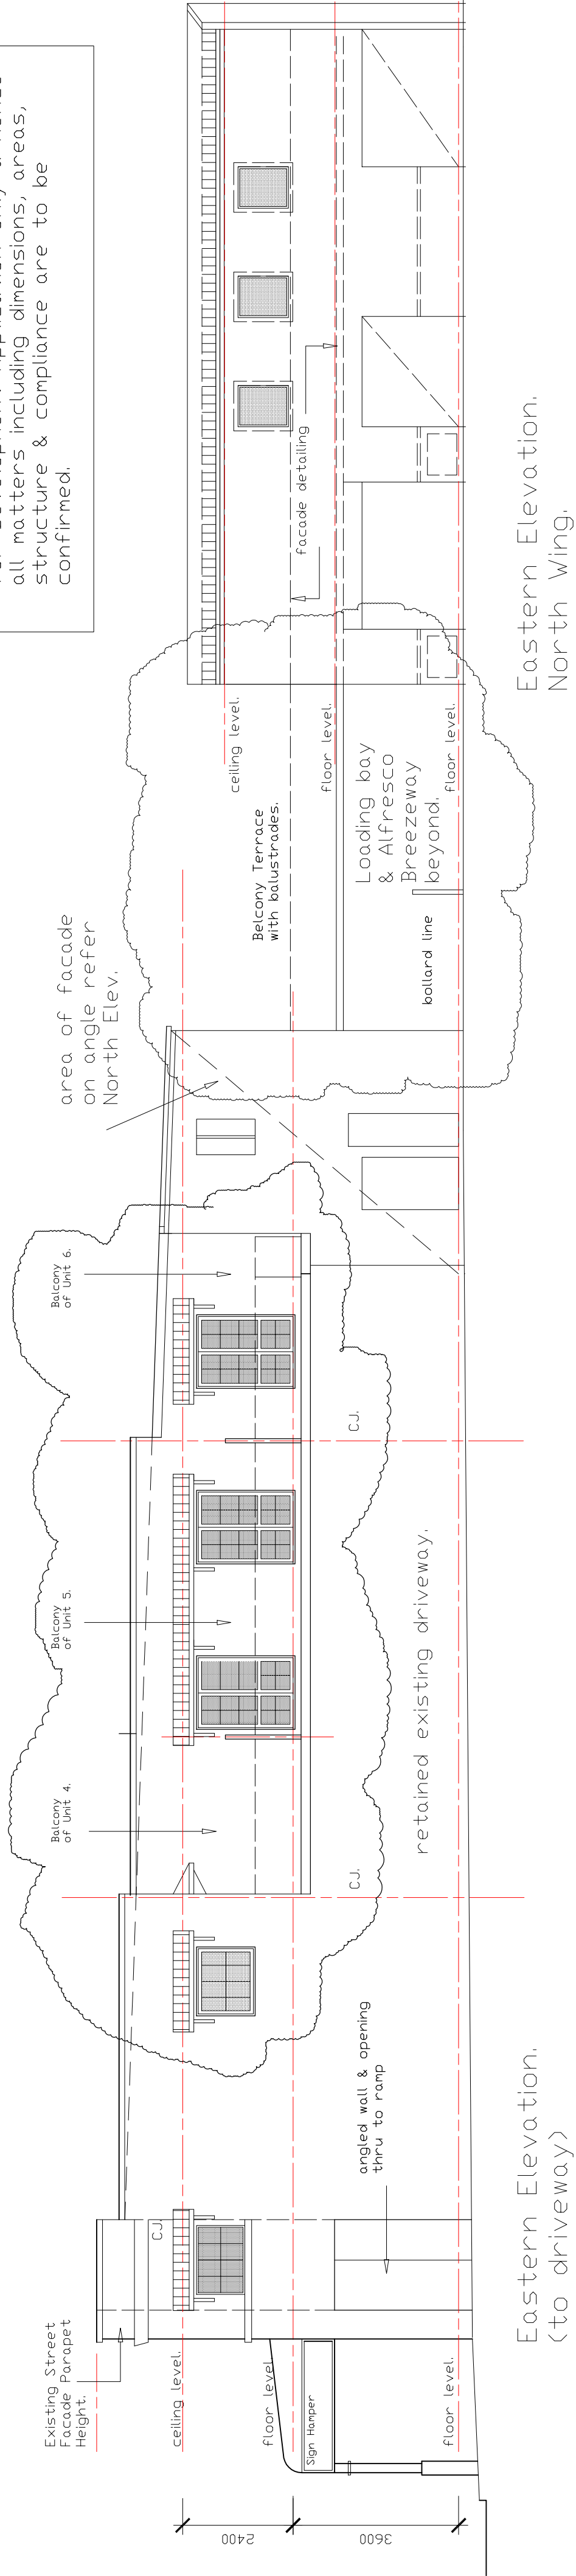 all matters including dimensions, areas,
structure & compliance are to be
confirmed.
Existing Street
Facade Parapet
Height.
ceiling level.
floor level.
Sign Hamper
floor level.
2400
3600
C.J.
angled wall & opening
thru to ramp
C.J.
Balcony
of Unit 4.
Balcony
of Unit 5.
Balcony
of Unit 6.
retained existing driveway.
C.J.
area of facade
on angle refer
North Elev.
Belcony Terrace
with balustrades.
bollard line
Loading bay
& Alfresco
Breezeway
beyond.
ceiling level.
floor level.
floor level.
facade detailing
Eastern Elevation.
(to driveway)
Eastern Elevation.
North Wing.